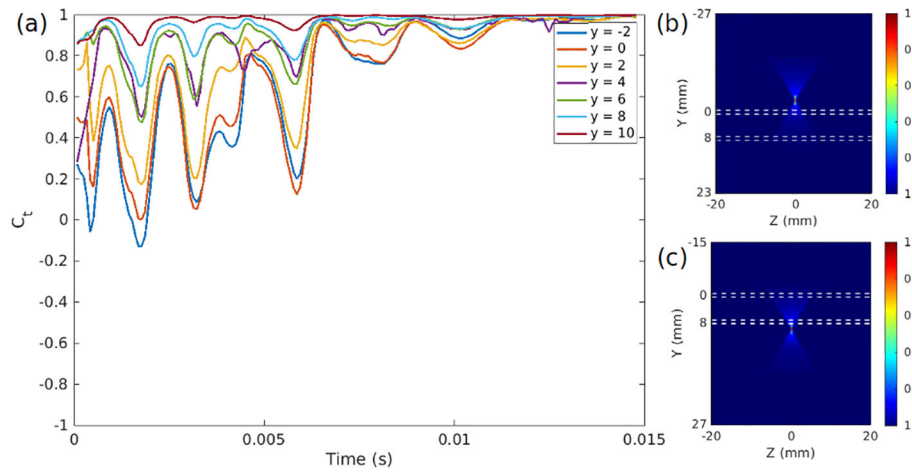 (a)
1
0.8
0.6
0.4
0.2
0
0.2
0.4
0.6
-0.8
-1
C_t
0
0.005
0.01
0.015
Time (s)
y = -2
y = 0
y = 2
y = 4
y = 6
y = 8
y = 10
(b)
-27
0
8
23
Y (mm)
-20
0
20
Z (mm)
1
0
0
0
0
1
(c)
-15
0
8
27
Y (mm)
-20
0
20
Z (mm)
1
0
0
0
0
1